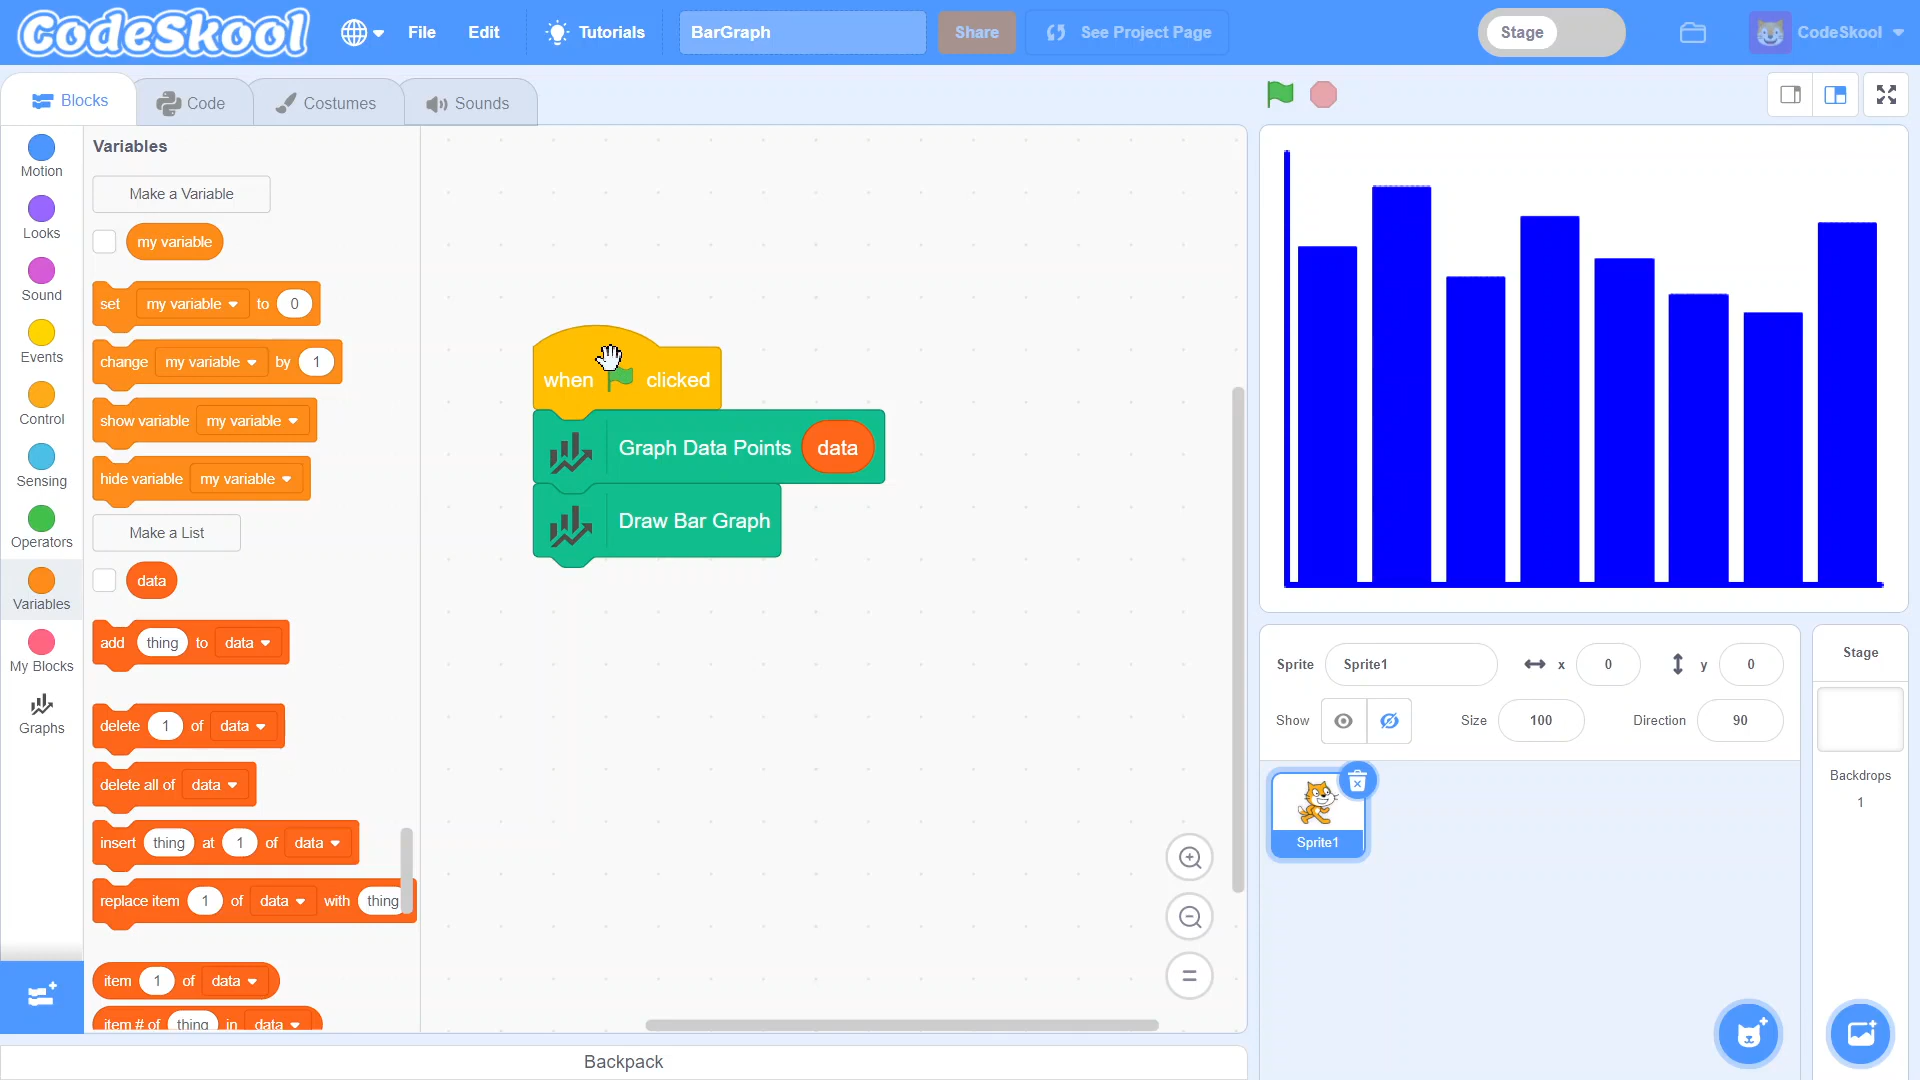 CodeSkool
File
Edit
Tutorials
BarGraph
Share
See Project Page
Stage
CodeSkool
Blocks
Code
Costumes
Sounds
Motion
Looks
Sound
Events
Control
Sensing
Operators
Variables
My Blocks
Graphs
Variables
Make a Variable
my variable
set my variable to 0
change my variable by 1
show variable my variable
hide variable my variable
Make a List
data
add thing to data
delete 1 of data
delete all of data
insert thing at 1 of data
replace item 1 of data with thing
item 1 of data
item # of thing in data
when clicked
Graph Data Points data
Draw Bar Graph
Backpack
Sprite Sprite1 x 0 y 0
Show Size 100 Direction 90
Sprite1
Stage
Backdrops
1